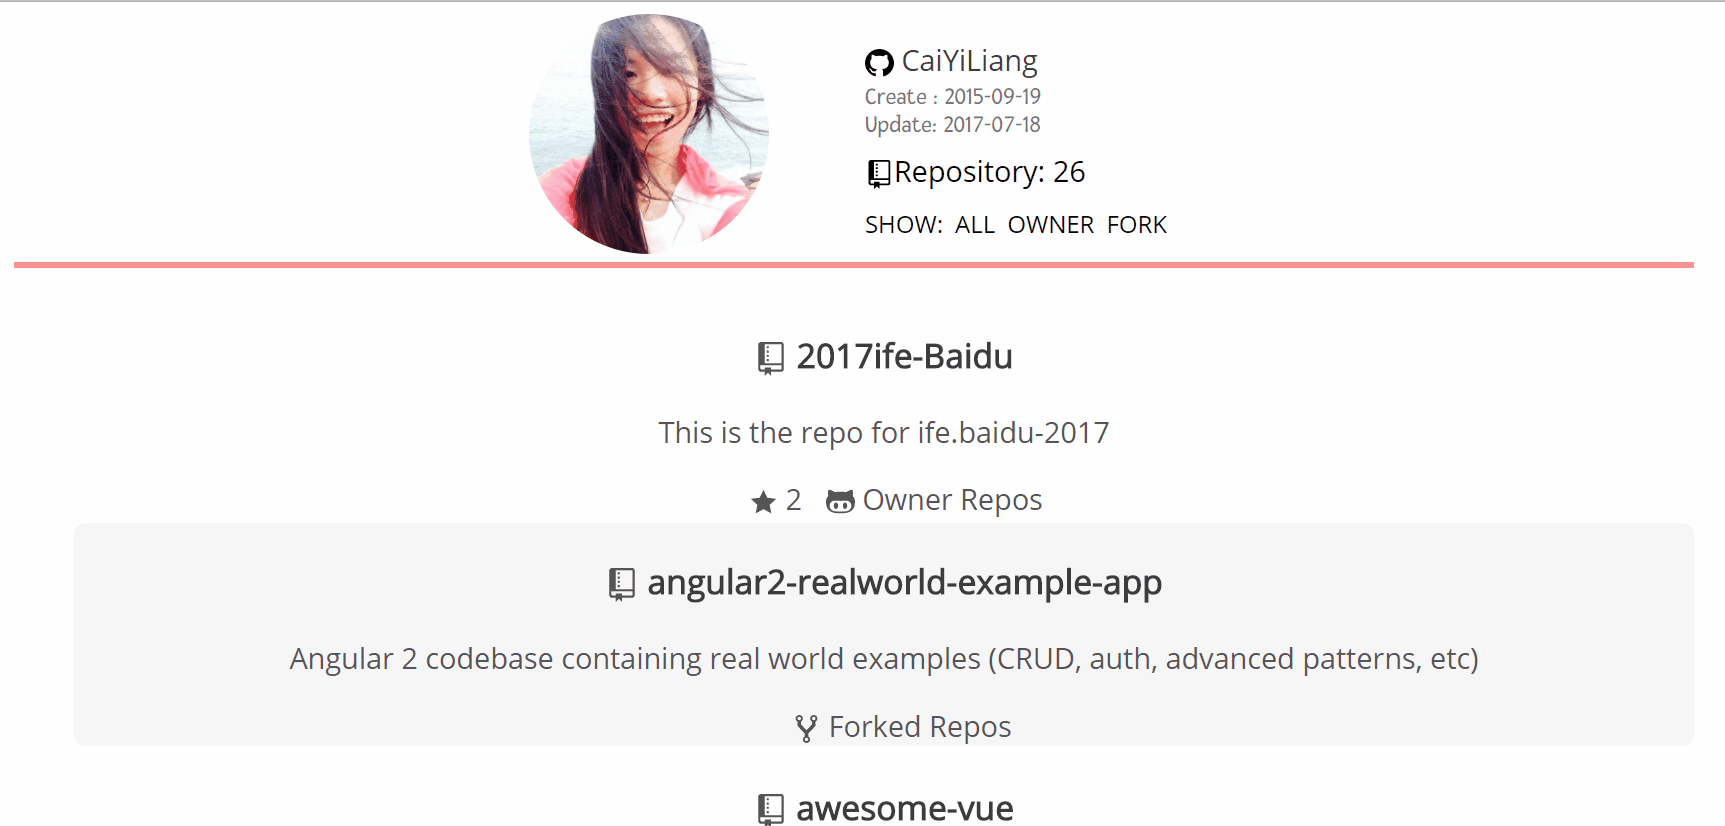 CaiYiLiang
Create : 2015-09-19
Update: 2017-07-18
Repository: 26
SHOW: ALL OWNER FORK
2017ife-Baidu
This is the repo for ife.baidu-2017
2 Owner Repos
angular2-realworld-example-app
Angular 2 codebase containing real world examples (CRUD, auth, advanced patterns, etc)
Forked Repos
awesome-vue